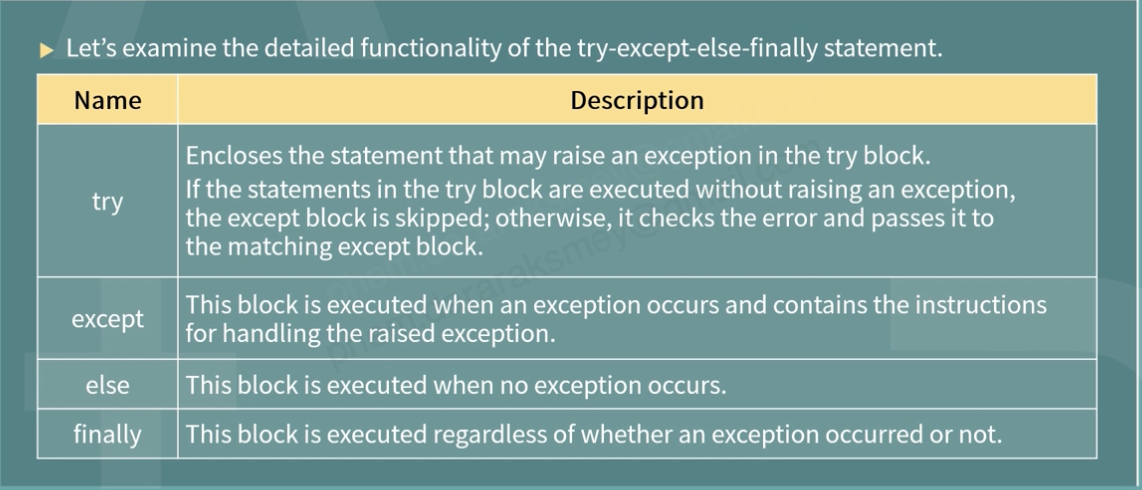 Let's examine the detailed functionality of the try-except-else-finally statement.
Name Description
try
Encloses the statement that may raise an exception in the try block.
If the statements in the try block are executed without raising an exception,
the except block is skipped; otherwise, it checks the error and passes it to
the matching except block.
except
This block is executed when an exception occurs and contains the instructions
for handling the raised exception.
else This block is executed when no exception occurs.
finally This block is executed regardless of whether an exception occurred or not.